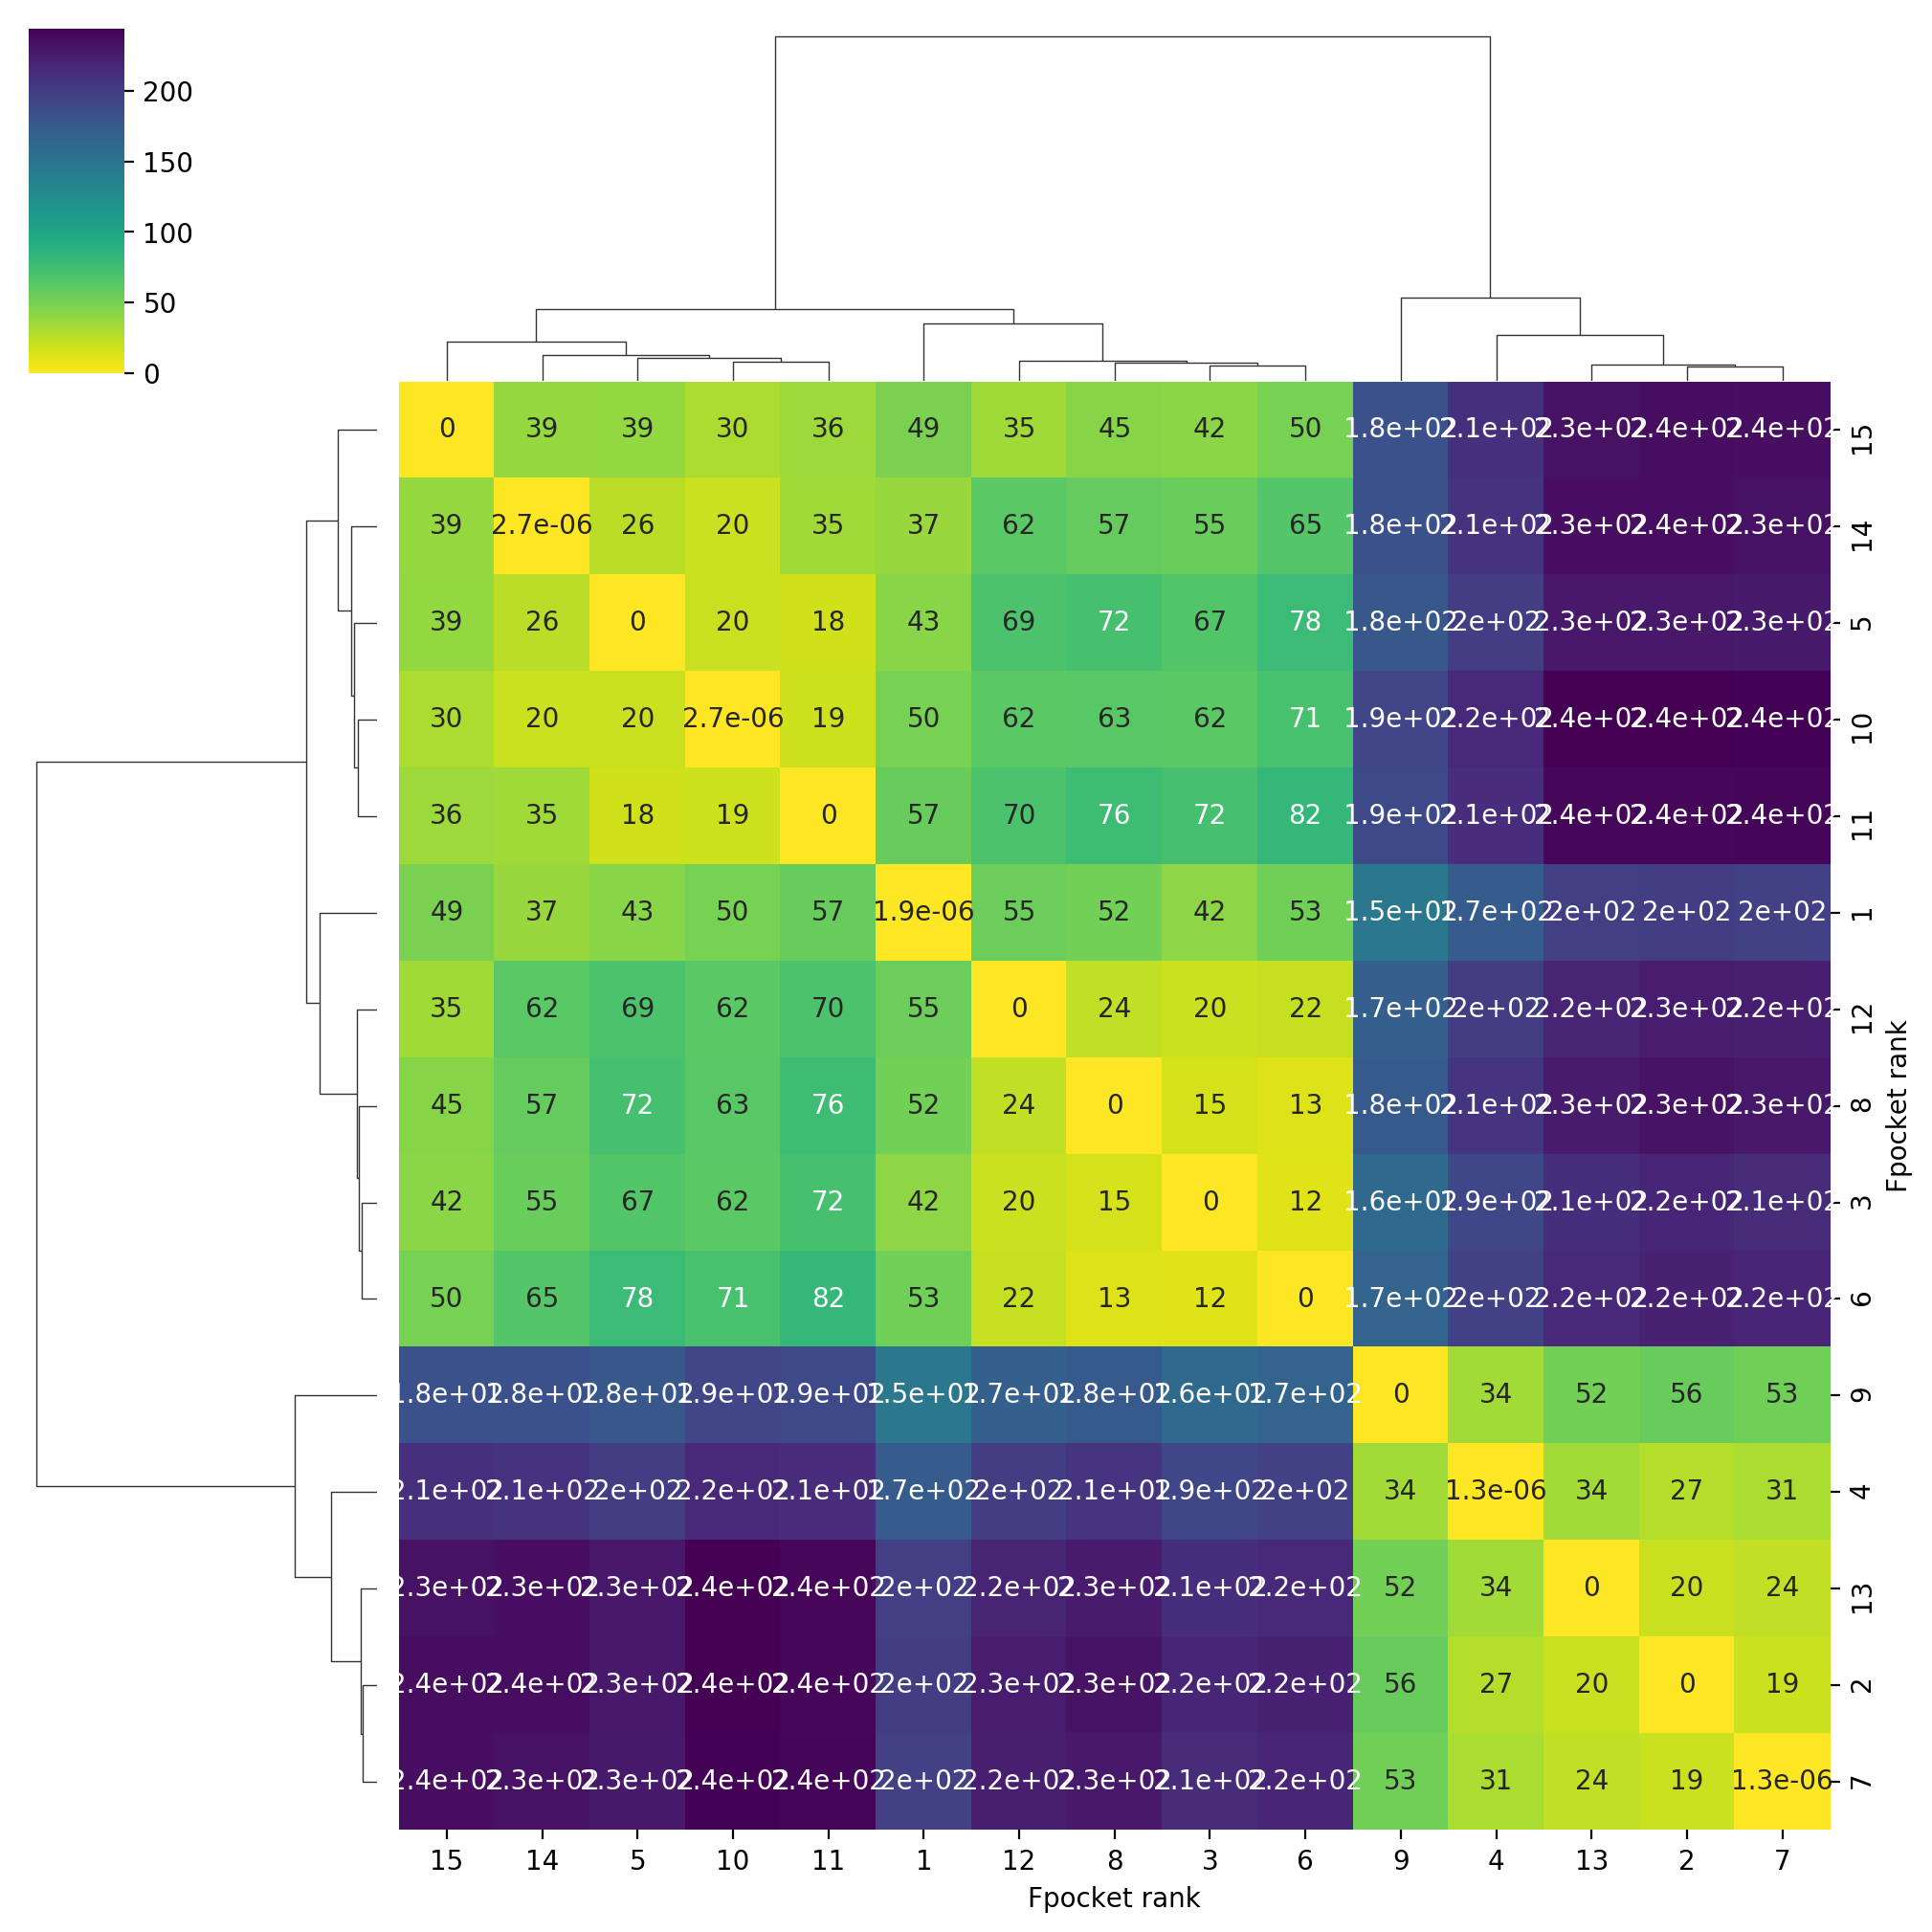 200
150
100
50
0
0 39 39 30 36 49 35 45 42 50 1.8e+02 2.1e+02 2.3e+02 2.4e+02 2.4e+02 15
39 2.7e-06 26 20 35 37 62 57 55 65 1.8e+02 2.1e+02 2.3e+02 2.4e+02 2.3e+02 14
39 26 0 20 18 43 69 72 67 78 1.8e+02 2e+02 2.3e+02 2.3e+02 2.3e+02 5
30 20 20 2.7e-06 19 50 62 63 62 71 1.9e+02 2.2e+02 2.4e+02 2.4e+02 2.4e+02 10
36 35 18 19 0 57 70 76 72 82 1.9e+02 2.1e+02 2.4e+02 2.4e+02 2.4e+02 11
49 37 43 50 57 1.9e-06 55 52 42 53 1.5e+02 1.7e+02 2e+02 2e+02 2e+02 1
35 62 69 62 70 55 0 24 20 22 1.7e+02 2e+02 2.2e+02 2.3e+02 2.2e+02 12
45 57 72 63 76 52 24 0 15 13 1.8e+02 2.1e+02 2.3e+02 2.3e+02 2.3e+02 8
42 55 67 62 72 42 20 15 0 12 1.6e+02 1.9e+02 2.1e+02 2.2e+02 2.1e+02 3
50 65 78 71 82 53 22 13 12 0 1.7e+02 2e+02 2.2e+02 2.2e+02 2.2e+02 6
1.8e+02 1.8e+02 1.8e+02 1.9e+02 1.9e+02 1.5e+02 1.7e+02 1.8e+02 1.6e+02 1.7e+02 0 34 52 56 53 9
2.1e+02 2.1e+02 2e+02 2.2e+02 2.1e+02 1.7e+02 2e+02 2.1e+02 1.9e+02 2e+02 34 1.3e-06 34 27 31 4
2.3e+02 2.3e+02 2.3e+02 2.4e+02 2.4e+02 2e+02 2.2e+02 2.3e+02 2.1e+02 2.2e+02 52 34 0 20 24 13
2.4e+02 2.4e+02 2.3e+02 2.4e+02 2.4e+02 2e+02 2.3e+02 2.3e+02 2.2e+02 2.2e+02 56 27 20 0 19 2
2.4e+02 2.3e+02 2.3e+02 2.4e+02 2.4e+02 2e+02 2.2e+02 2.3e+02 2.1e+02 2.2e+02 53 31 24 19 1.3e-06 7
Fpocket rank
15 14 5 10 11 1 12 8 3 6 9 4 13 2 7
Fpocket rank